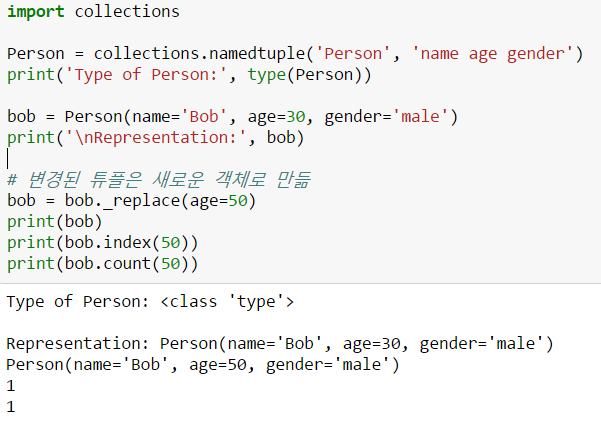 import collections
Person = collections.namedtuple('Person', 'name age gender')
print('Type of Person:', type(Person))
bob = Person(name='Bob', age=30, gender='male')
print('\nRepresentation:', bob)
# 변경된 튜플은 새로운 객체로 만듦
bob = bob._replace(age=50)
print(bob)
print(bob.index(50))
print(bob.count(50))
Type of Person: <class 'type'>
Representation: Person(name='Bob', age=30, gender='male')
Person(name='Bob', age=50, gender='male')
1
1